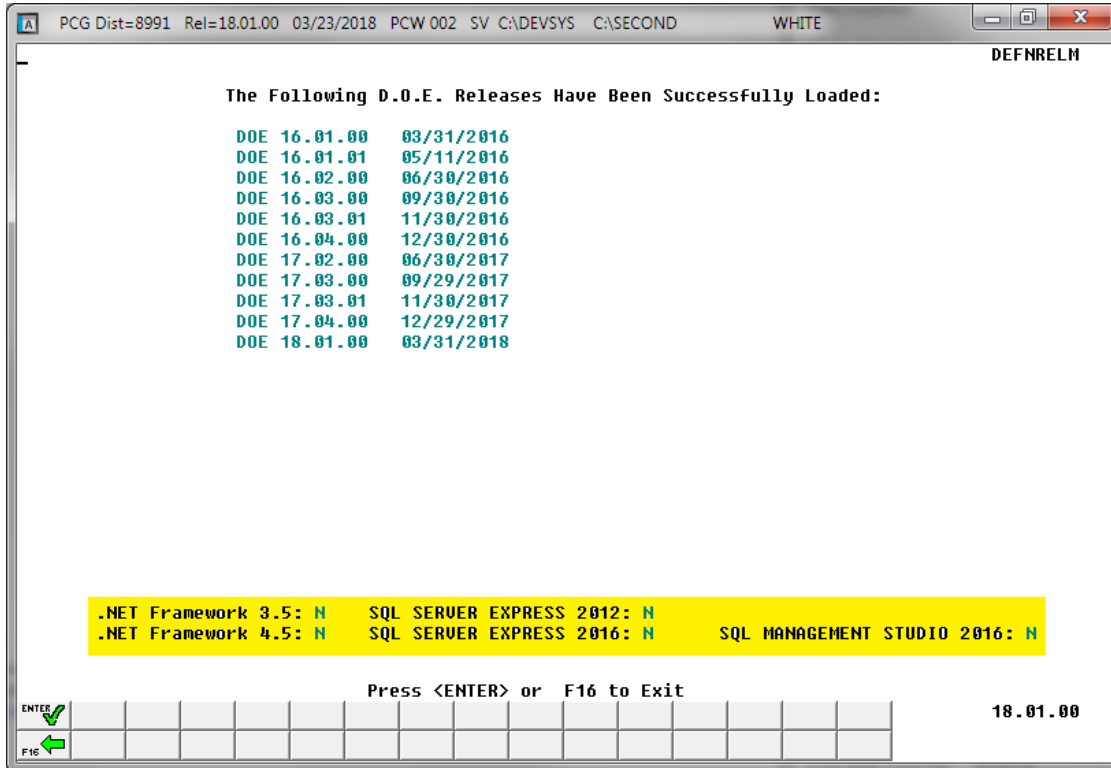 A PCG Dist=8991 Rel=18.01.00 03/23/2018 PCW 002 SV C:\DEVSYS C:\SECOND WHITE
DEFNRELM
The Following D.O.E. Releases Have Been Successfully Loaded:
DOE 16.01.00 03/31/2016
DOE 16.01.01 05/11/2016
DOE 16.02.00 06/30/2016
DOE 16.03.00 09/30/2016
DOE 16.03.01 11/30/2016
DOE 16.04.00 12/30/2016
DOE 17.02.00 06/30/2017
DOE 17.03.00 09/29/2017
DOE 17.03.01 11/30/2017
DOE 17.04.00 12/29/2017
DOE 18.01.00 03/31/2018
.NET Framework 3.5: N SQL SERVER EXPRESS 2012: N
.NET Framework 4.5: N SQL SERVER EXPRESS 2016: N SQL MANAGEMENT STUDIO 2016: N
Press <ENTER> or F16 to Exit
ENTER 18.01.00
F16